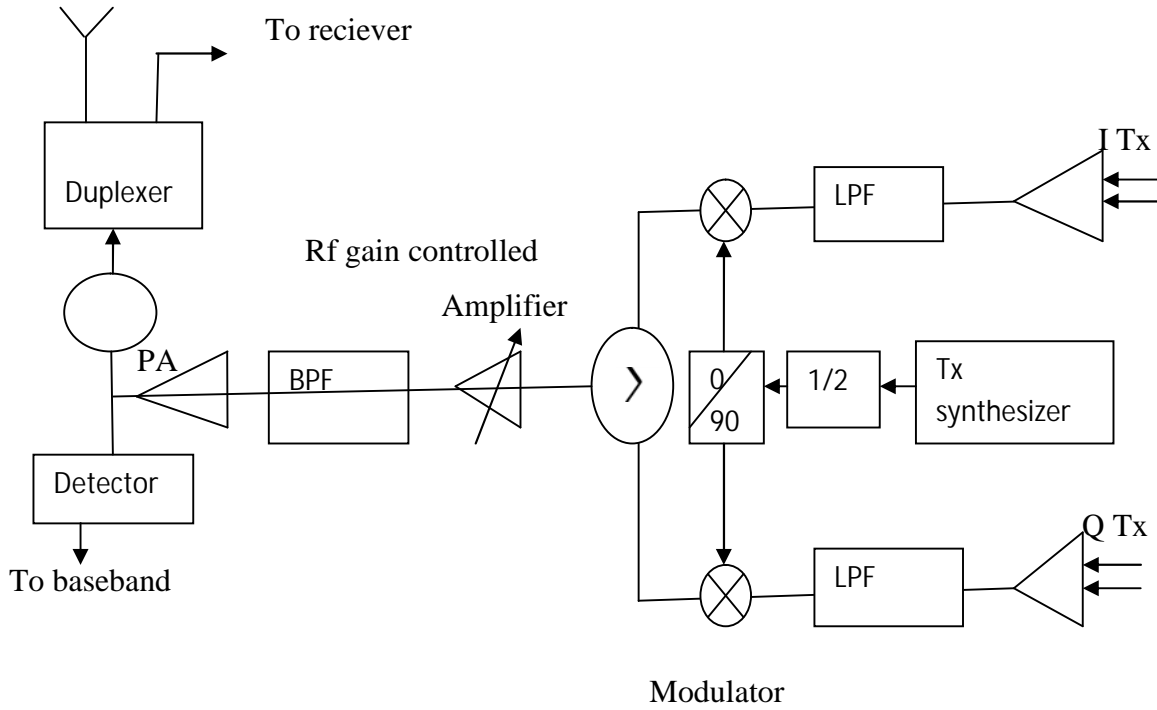 To reciever
I Tx
Duplexer
LPF
Rf gain controlled
Amplifier
PA
BPF
0
90
1/2
Tx
synthesizer
Detector
To baseband
Q Tx
LPF
Modulator